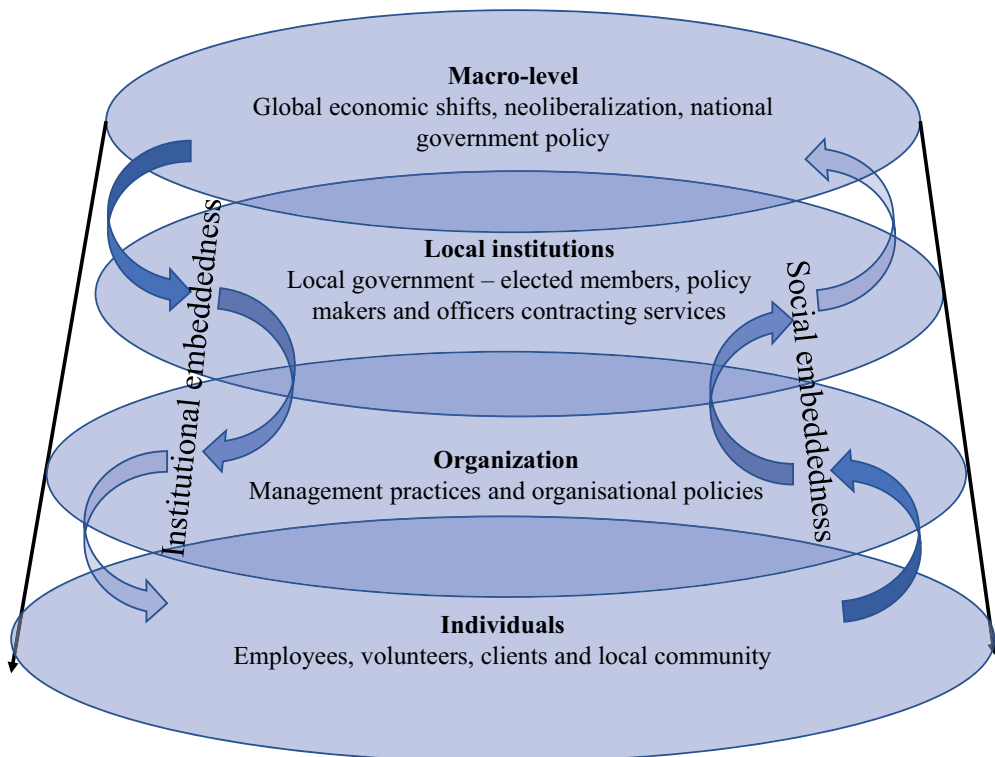 Macro-level
Global economic shifts, neoliberalization, national
government policy
Local institutions
Local government – elected members, policy
makers and officers contracting services
Institutional embeddedness
Social embeddedness
Organization
Management practices and organisational policies
Individuals
Employees, volunteers, clients and local community